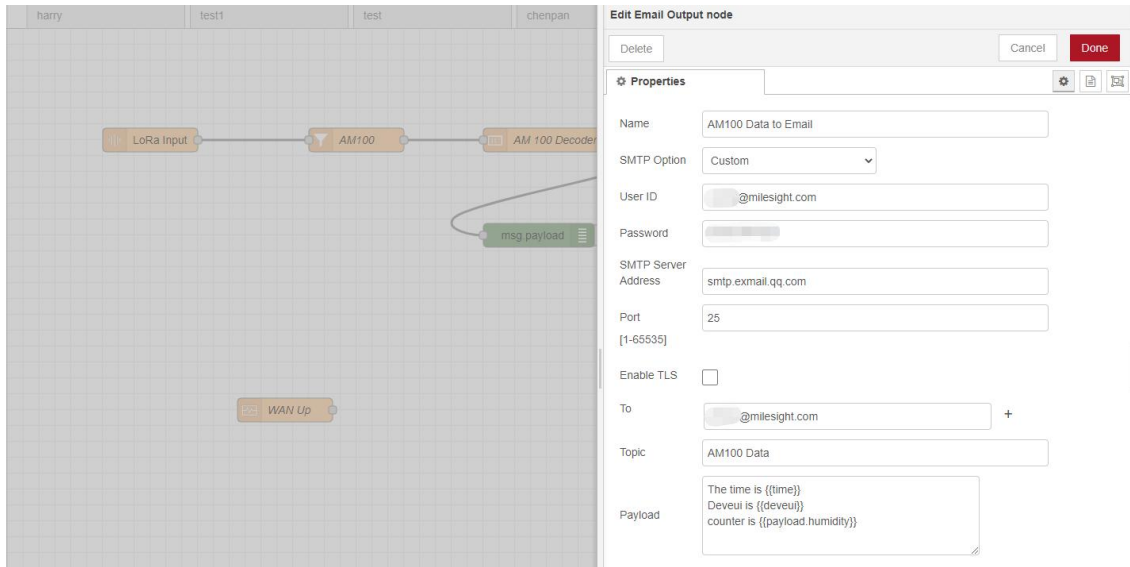 harry
test1
test
chenpan
LoRa Input
AM100
AM 100 Decoder
msg.payload
WAN Up
Edit Email Output node
Delete
Cancel
Done
Properties
Name
AM100 Data to Email
SMTP Option
Custom
User ID
@milesight.com
Password
SMTP Server
Address
smtp.exmail.qq.com
Port
25
[1-65535]
Enable TLS
To
@milesight.com
+
Topic
AM100 Data
Payload
The time is {{time}}
Deveui is {{deveui}}
counter is {{payload.humidity}}